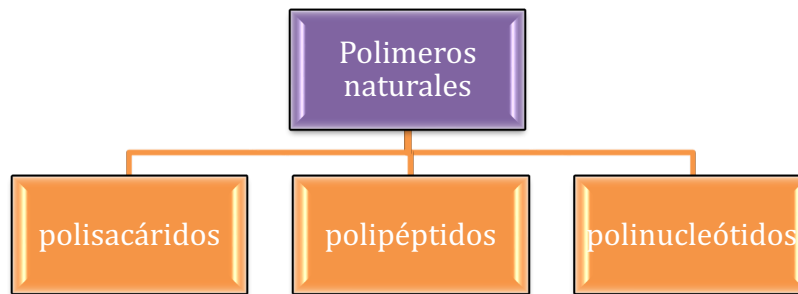 Polimeros
naturales
polisacáridos
polipéptidos
polinucleótidos